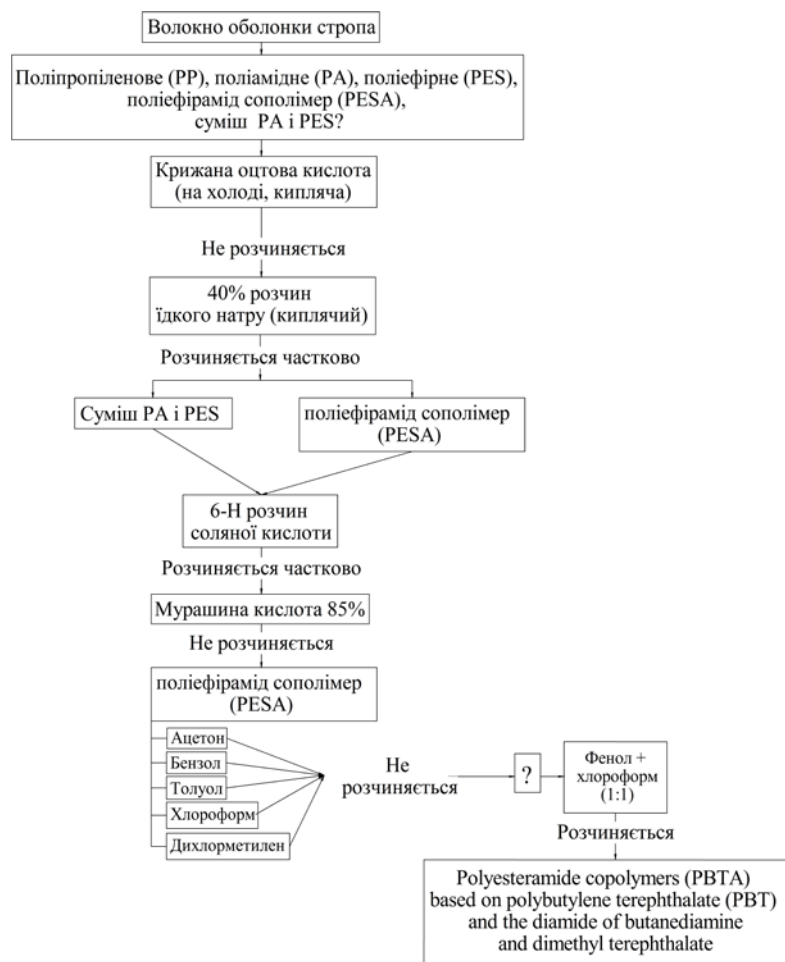 Волокно оболонки стропа
Поліпропіленове (PP), поліамідне (PA), поліефірне (PES),
поліефірамід сополімер (PESA),
суміш PA і PES?
Крижана оцтова кислота
(на холоді, кипляча)
Не розчиняється
40% розчин
їдкого натру (киплячий)
Розчиняється частково
Суміш PA і PES
поліефірамід сополімер
(PESA)
6-Н розчин
соляної кислоти
Розчиняється частково
Мурашина кислота 85%
Не розчиняється
поліефірамід сополімер
(PESA)
Ацетон
Бензол
Толуол
Хлороформ
Дихлорметилен
Не
розчиняється
?
Фенол +
хлороформ
(1:1)
Розчиняється
Polyesteramide copolymers (PBTA)
based on polybutylene terephthalate (PBT)
and the diamide of butanediamine
and dimethyl terephthalate